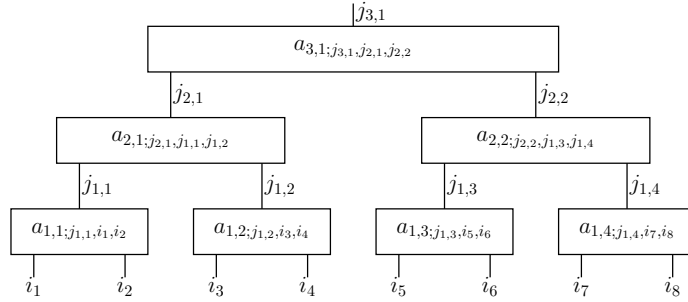 j_{3,1}
a_{3,1;j_{3,1},j_{2,1},j_{2,2}}
j_{2,1} j_{2,2}
a_{2,1;j_{2,1},j_{1,1},j_{1,2}} a_{2,2;j_{2,2},j_{1,3},j_{1,4}}
j_{1,1} j_{1,2} j_{1,3} j_{1,4}
a_{1,1;j_{1,1},i_1,i_2} a_{1,2;j_{1,2},i_3,i_4} a_{1,3;j_{1,3},i_5,i_6} a_{1,4;j_{1,4},i_7,i_8}
i_1 i_2 i_3 i_4 i_5 i_6 i_7 i_8